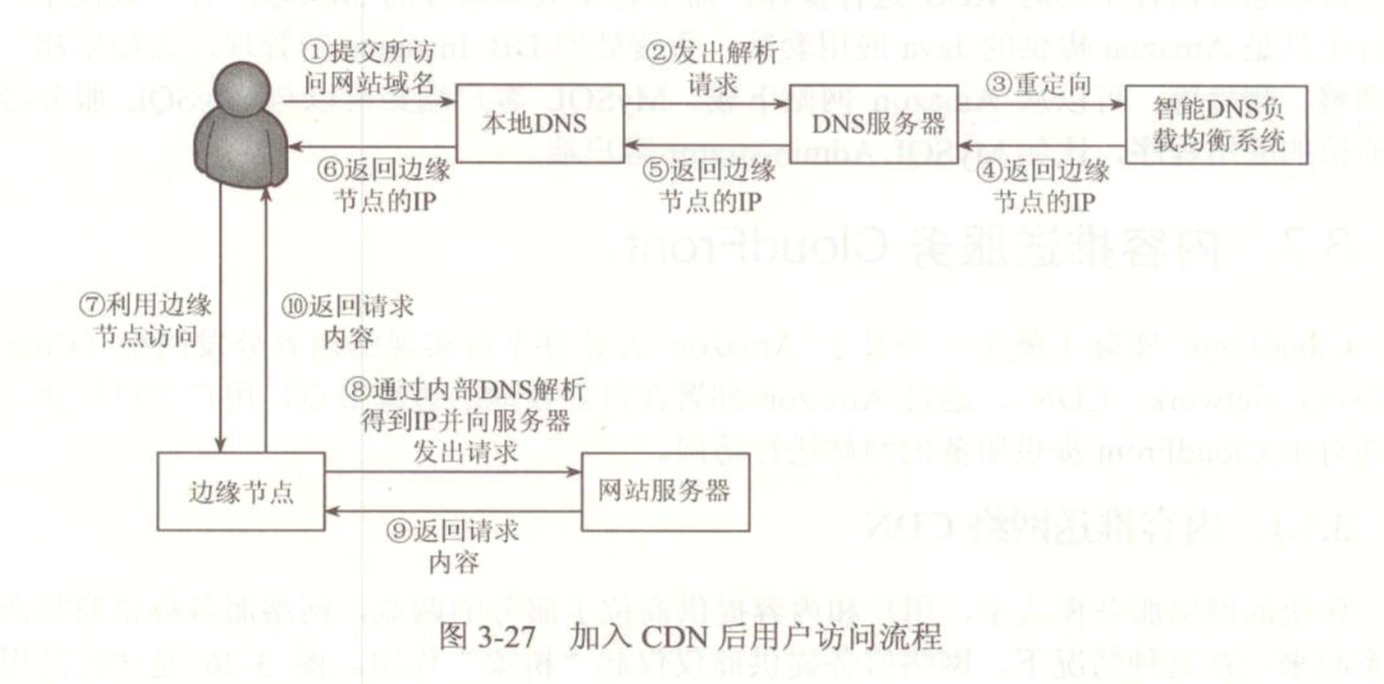 ①提交所访
问网站域名
②发出解析
请求
③重定向
本地DNS
DNS服务器
智能DNS负
载均衡系统
⑥返回边缘
节点的IP
⑤返回边缘
节点的IP
④返回边缘
节点的IP
⑦利用边缘
节点访问
⑩返回请求
内容
⑧通过内部DNS解析
得到IP并向服务器
发出请求
边缘节点
网站服务器
⑨返回请求
内容
图 3-27 加入 CDN 后用户访问流程